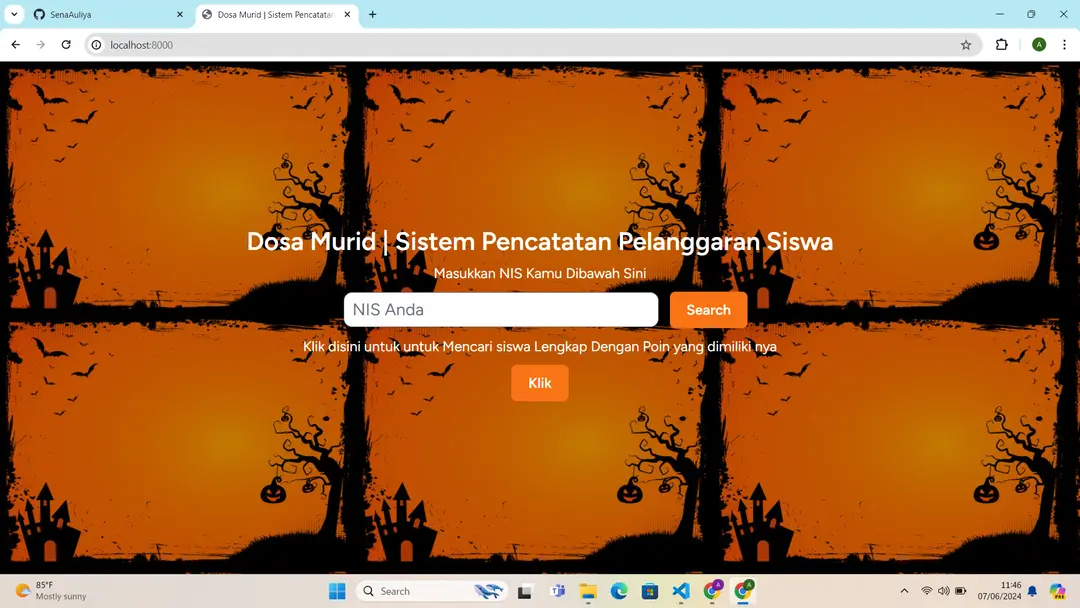 SenaAuliya
Dosa Murid | Sistem Pencatatan
localhost:8000
A
Dosa Murid | Sistem Pencatatan Pelanggaran Siswa
Masukkan NIS Kamu Dibawah Sini
NIS Anda
Search
Klik disini untuk untuk Mencari siswa Lengkap Dengan Poin yang dimiliki nya
Klik
85°F
Mostly sunny
Search
A
A
11:46
07/06/2024
PRE